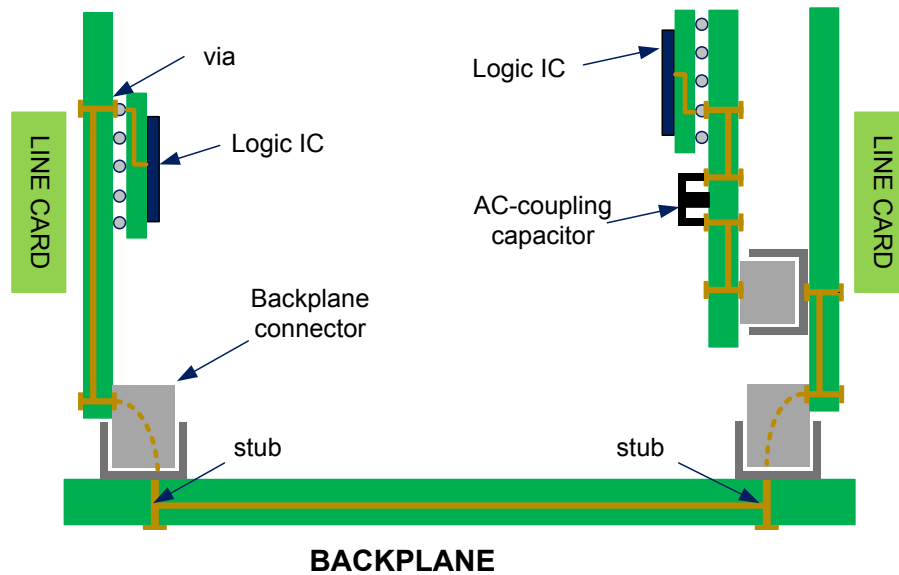 via
Logic IC
LINE CARD
Logic IC
AC-coupling
capacitor
LINE CARD
Backplane
connector
stub
stub
BACKPLANE